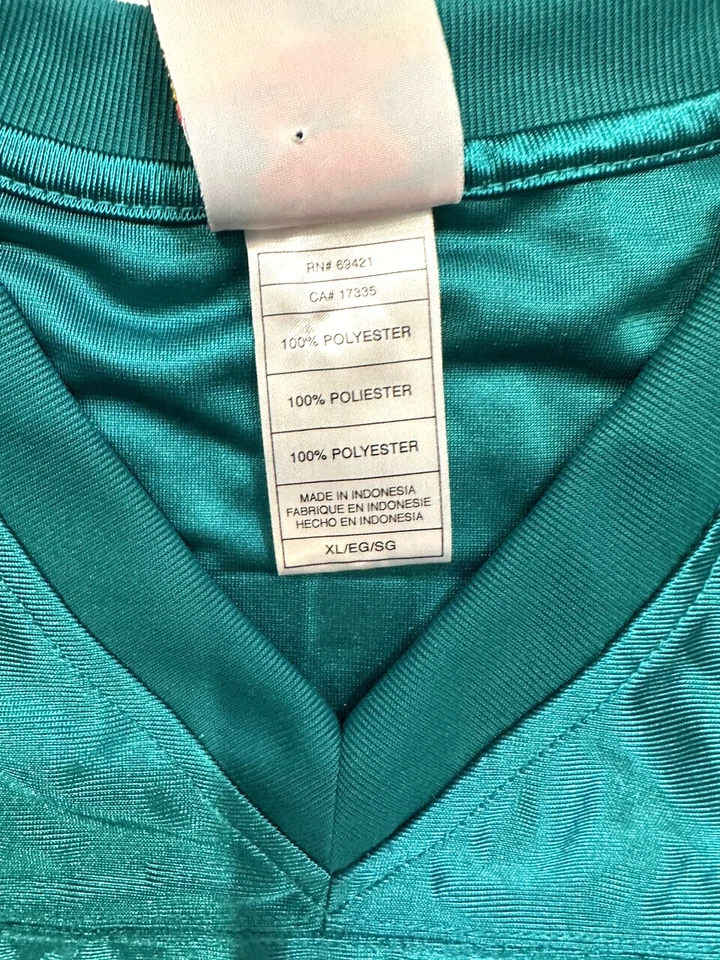 RN# 69421
CA# 17335
100% POLYESTER
100% POLIESTER
100% POLYESTER
MADE IN INDONESIA
FABRIQUE EN INDONESIE
HECHO EN INDONESIA
XL/EG/SG